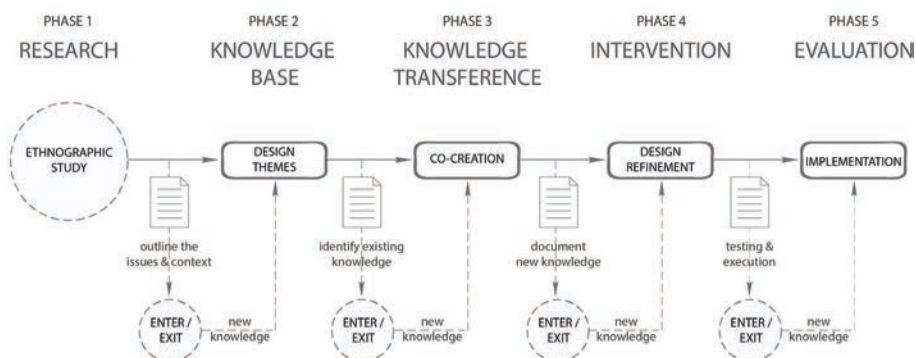 PHASE 1
RESEARCH
PHASE 2
KNOWLEDGE
BASE
PHASE 3
KNOWLEDGE
TRANSFERENCE
PHASE 4
INTERVENTION
PHASE 5
EVALUATION
ETHNOGRAPHIC
STUDY
DESIGN
THEMES
CO-CREATION
DESIGN
REFINEMENT
IMPLEMENTATION
outline the
issues & context
identify existing
knowledge
document
new knowledge
testing &
execution
ENTER /
EXIT
new
knowledge
ENTER /
EXIT
new
knowledge
ENTER /
EXIT
new
knowledge
ENTER /
EXIT
new
knowledge